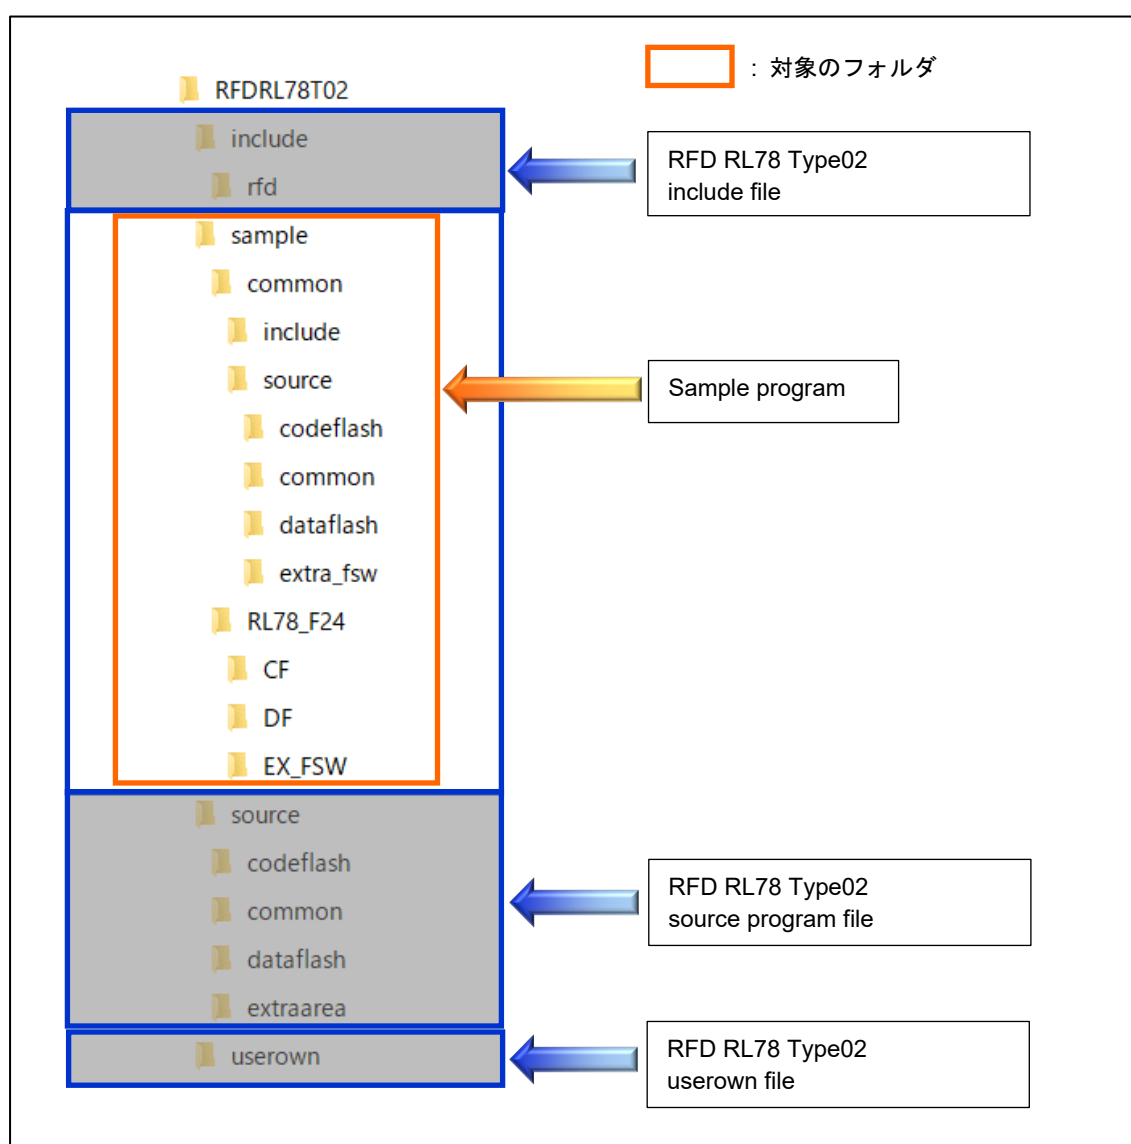 : 対象のフォルダ
RFDRL78T02
include
rfd
RFD RL78 Type02
include file
sample
common
include
source
codeflash
common
dataflash
extra_fsw
RL78_F24
CF
DF
EX_FSW
Sample program
source
codeflash
common
dataflash
extraarea
RFD RL78 Type02
source program file
userown
RFD RL78 Type02
userown file